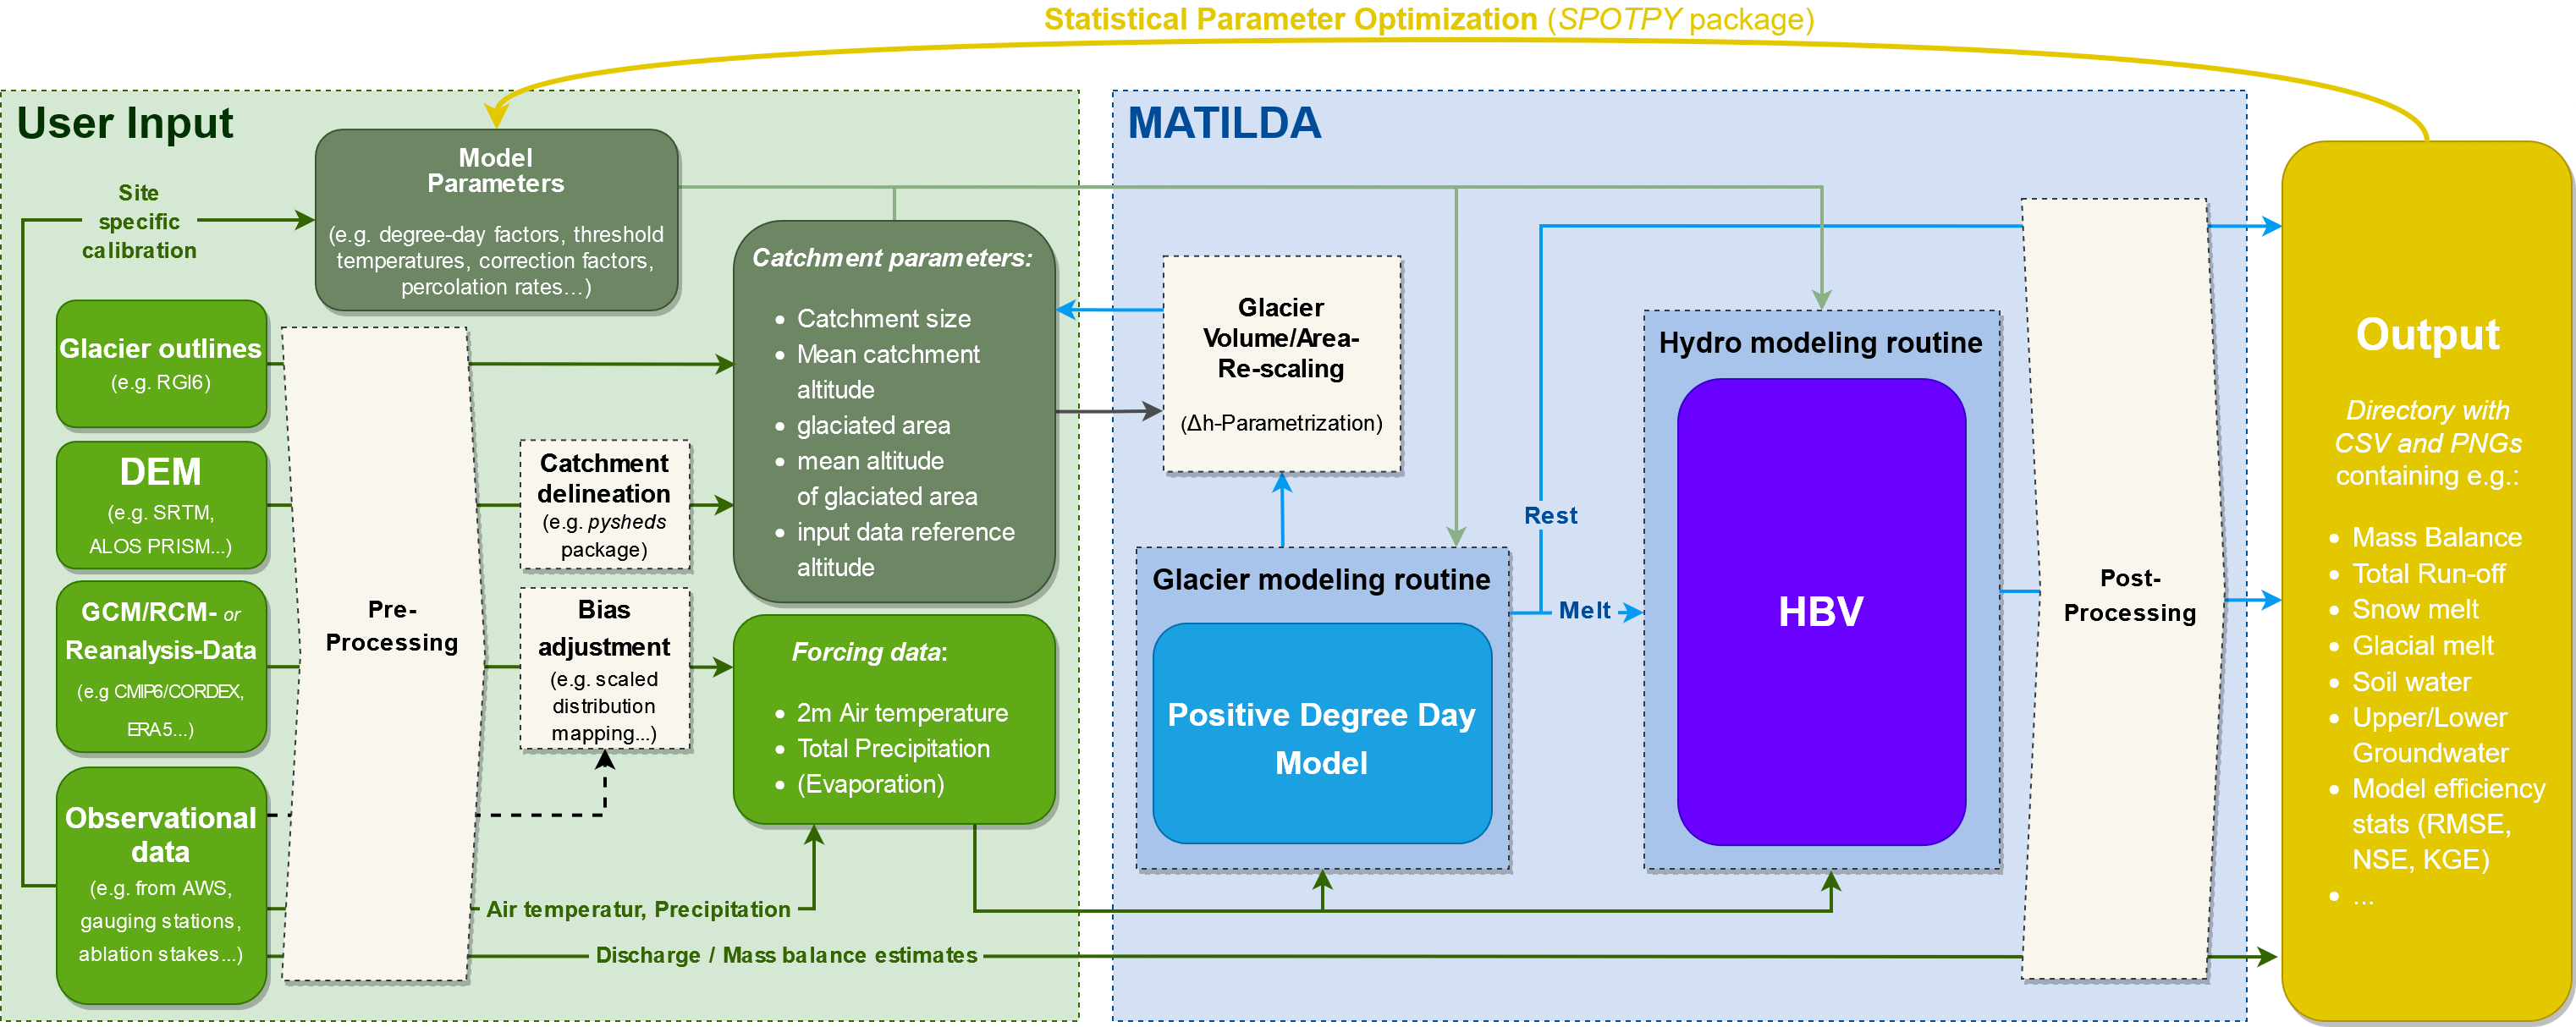 Statistical Parameter Optimization (SPOTPY package)
User Input
Site
specific
calibration
Model
Parameters
(e.g. degree-day factors, threshold
temperatures, correction factors,
percolation rates...)
Glacier outlines
(e.g. RGI6)
DEM
(e.g. SRTM,
ALOS PRISM...)
GCM/RCM- or
Reanalysis-Data
(e.g CMIP6/CORDEX,
ERA5...)
Observational
data
(e.g. from AWS,
gauging stations,
ablation stakes...)
Pre-
Processing
Catchment
delineation
(e.g. pysheds
package)
Bias
adjustment
(e.g. scaled
distribution
mapping...)
Catchment parameters:
• Catchment size
• Mean catchment
altitude
• glaciated area
• mean altitude
of glaciated area
• input data reference
altitude
Forcing data:
• 2m Air temperature
• Total Precipitation
• (Evaporation)
Air temperatur, Precipitation
Discharge / Mass balance estimates
MATILDA
Glacier
Volume/Area-
Re-scaling
(Δh-Parametrization)
Glacier modeling routine
Positive Degree Day
Model
Rest
Melt
Hydro modeling routine
HBV
Post-
Processing
Output
Directory with
CSV and PNGs
containing e.g.:
• Mass Balance
• Total Run-off
• Snow melt
• Glacial melt
• Soil water
• Upper/Lower
Groundwater
• Model efficiency
stats (RMSE,
NSE, KGE)
• ...